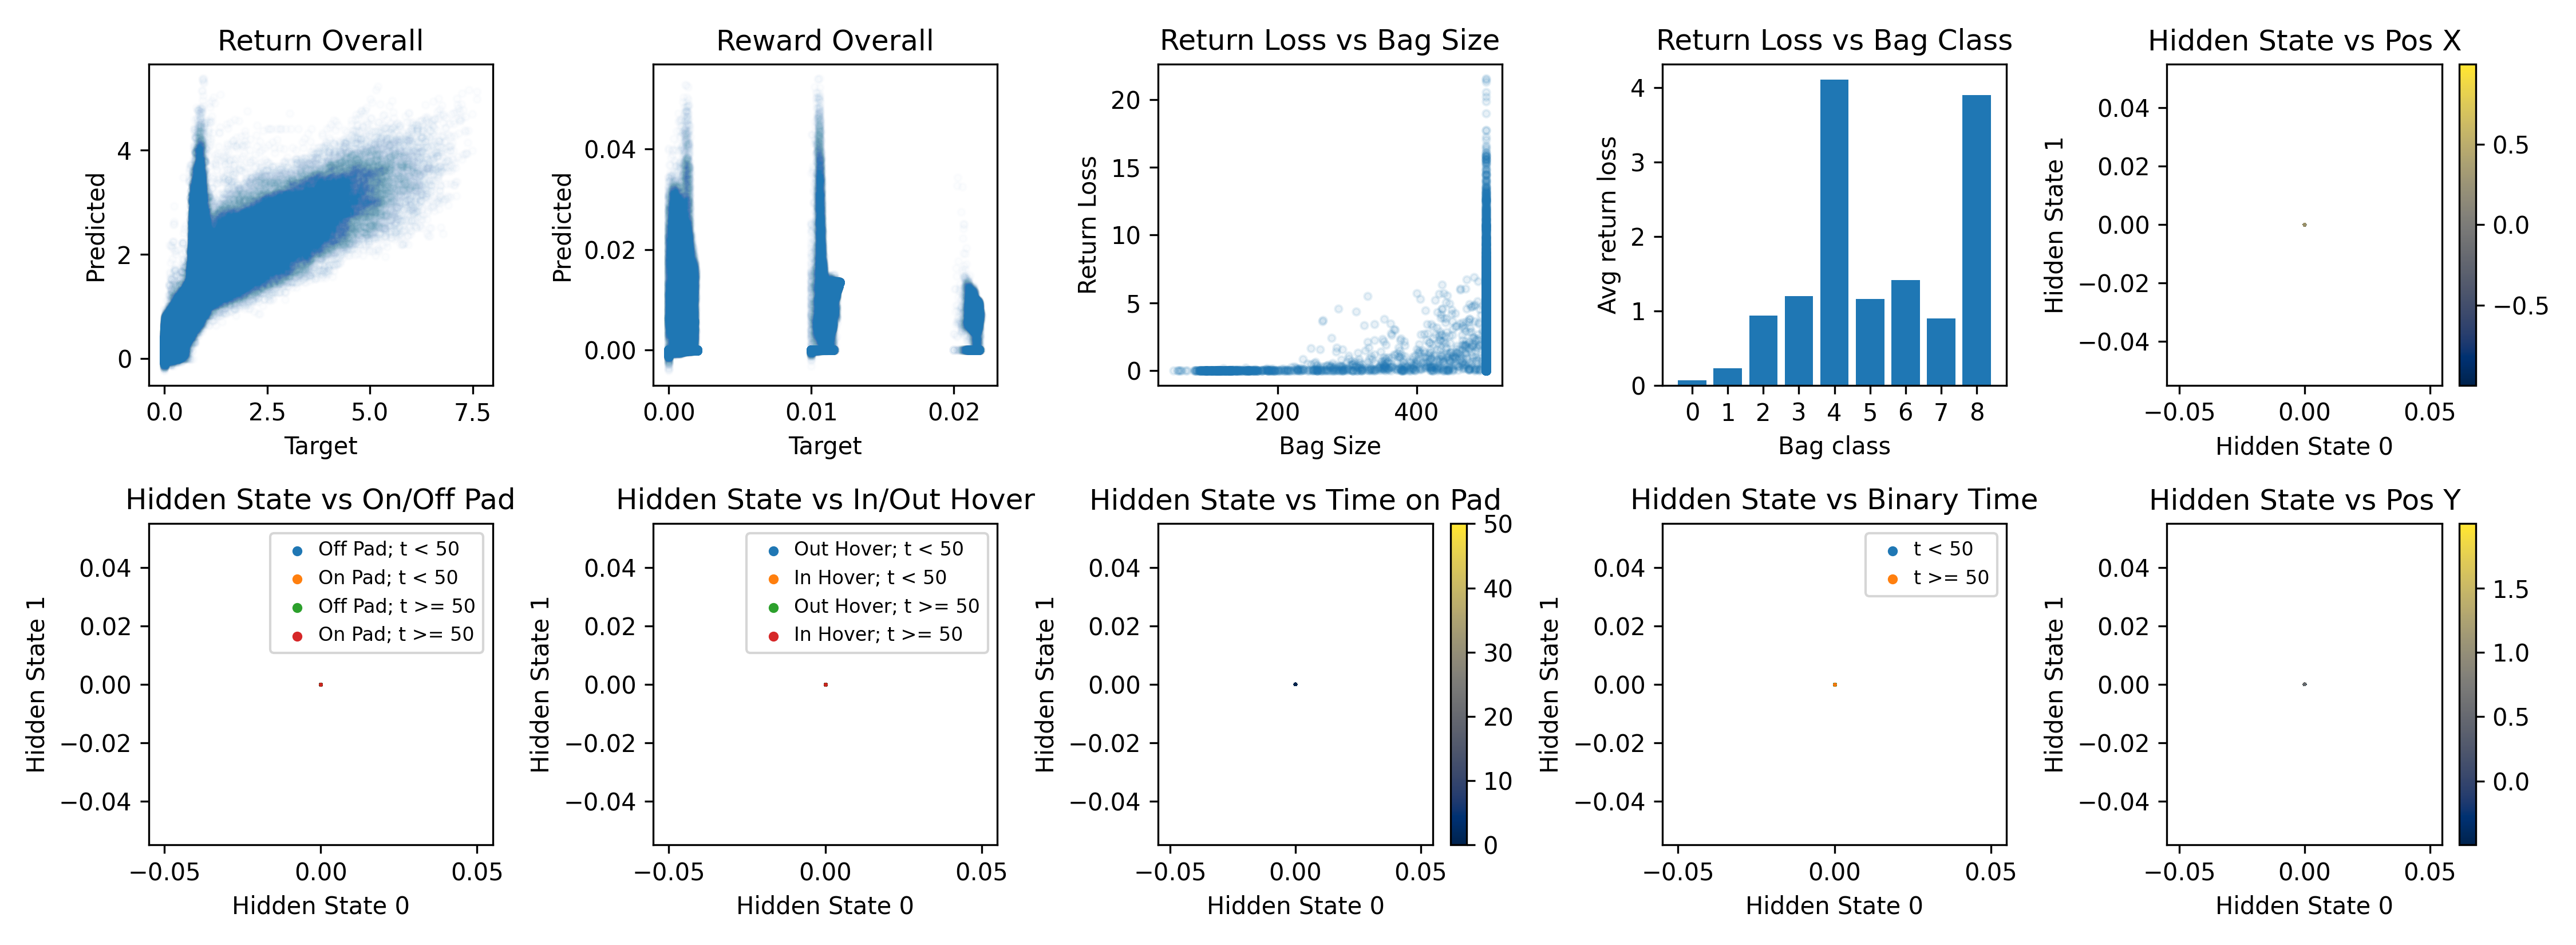 Return Overall
Predicted
4
2
0
0.0 2.5 5.0 7.5
Target
Reward Overall
Predicted
0.04
0.02
0.00
0.00 0.01 0.02
Target
Return Loss vs Bag Size
Return Loss
20
15
10
5
0
200 400
Bag Size
Return Loss vs Bag Class
Avg return loss
4
3
2
1
0
0 1 2 3 4 5 6 7 8
Bag class
Hidden State vs Pos X
Hidden State 1
0.04
0.02
0.00
−0.02
−0.04
−0.05 0.00 0.05
Hidden State 0
0.5
0.0
−0.5
Hidden State vs On/Off Pad
Hidden State 1
0.04
0.02
0.00
−0.02
−0.04
Off Pad; t < 50
On Pad; t < 50
Off Pad; t >= 50
On Pad; t >= 50
−0.05 0.00 0.05
Hidden State 0
Hidden State vs In/Out Hover
Hidden State 1
0.04
0.02
0.00
−0.02
−0.04
Out Hover; t < 50
In Hover; t < 50
Out Hover; t >= 50
In Hover; t >= 50
−0.05 0.00 0.05
Hidden State 0
Hidden State vs Time on Pad
Hidden State 1
0.04
0.02
0.00
−0.02
−0.04
−0.05 0.00 0.05
Hidden State 0
50
40
30
20
10
0
Hidden State vs Binary Time
Hidden State 1
0.04
0.02
0.00
−0.02
−0.04
t < 50
t >= 50
−0.05 0.00 0.05
Hidden State 0
Hidden State vs Pos Y
Hidden State 1
0.04
0.02
0.00
−0.02
−0.04
−0.05 0.00 0.05
Hidden State 0
1.5
1.0
0.5
0.0